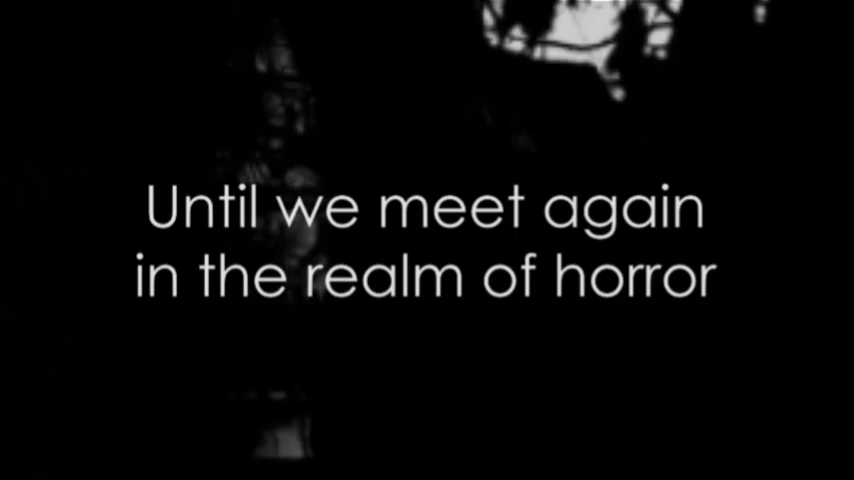 Until we meet again
in the realm of horror